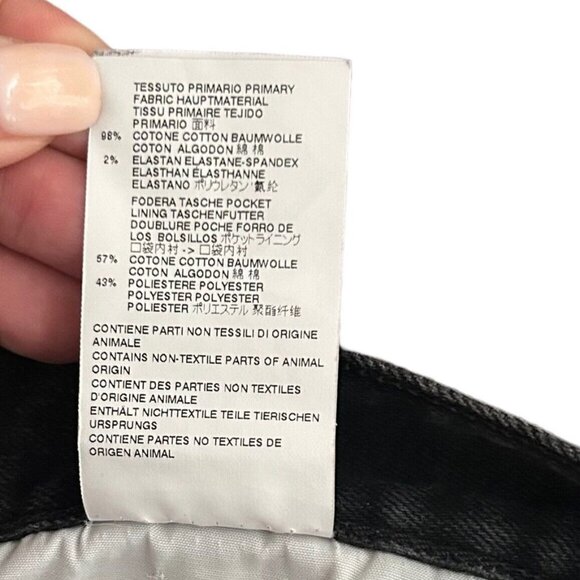 TESSUTO PRIMARIO PRIMARY
FABRIC HAUPTMATERIAL
TISSU PRIMAIRE TEJIDO
PRIMARIO 面料
98% COTONE COTTON BAUMWOLLE
COTON ALGODON 綿 棉
2% ELASTAN ELASTANE-SPANDEX
ELASTHAN ÉLASTHANNE
ELASTANO ポリウレタン 氨纶
FODERA TASCHE POCKET
LINING TASCHENFUTTER
DOUBLURE POCHE FORRO DE
LOS BOLSILLOS ポケットライニング
口袋内衬 -> 口袋内衬
57% COTONE COTTON BAUMWOLLE
COTON ALGODON 綿 棉
43% POLIESTERE POLYESTER
POLYESTER POLYESTER
POLIESTER ポリエステル 聚酯纤维
CONTIENE PARTI NON TESSILI DI ORIGINE
ANIMALE
CONTAINS NON-TEXTILE PARTS OF ANIMAL
ORIGIN
CONTIENT DES PARTIES NON TEXTILES
D'ORIGINE ANIMALE
ENTHÄLT NICHTTEXTILE TEILE TIERISCHEN
URSPRUNGS
CONTIENE PARTES NO TEXTILES DE
ORIGEN ANIMAL